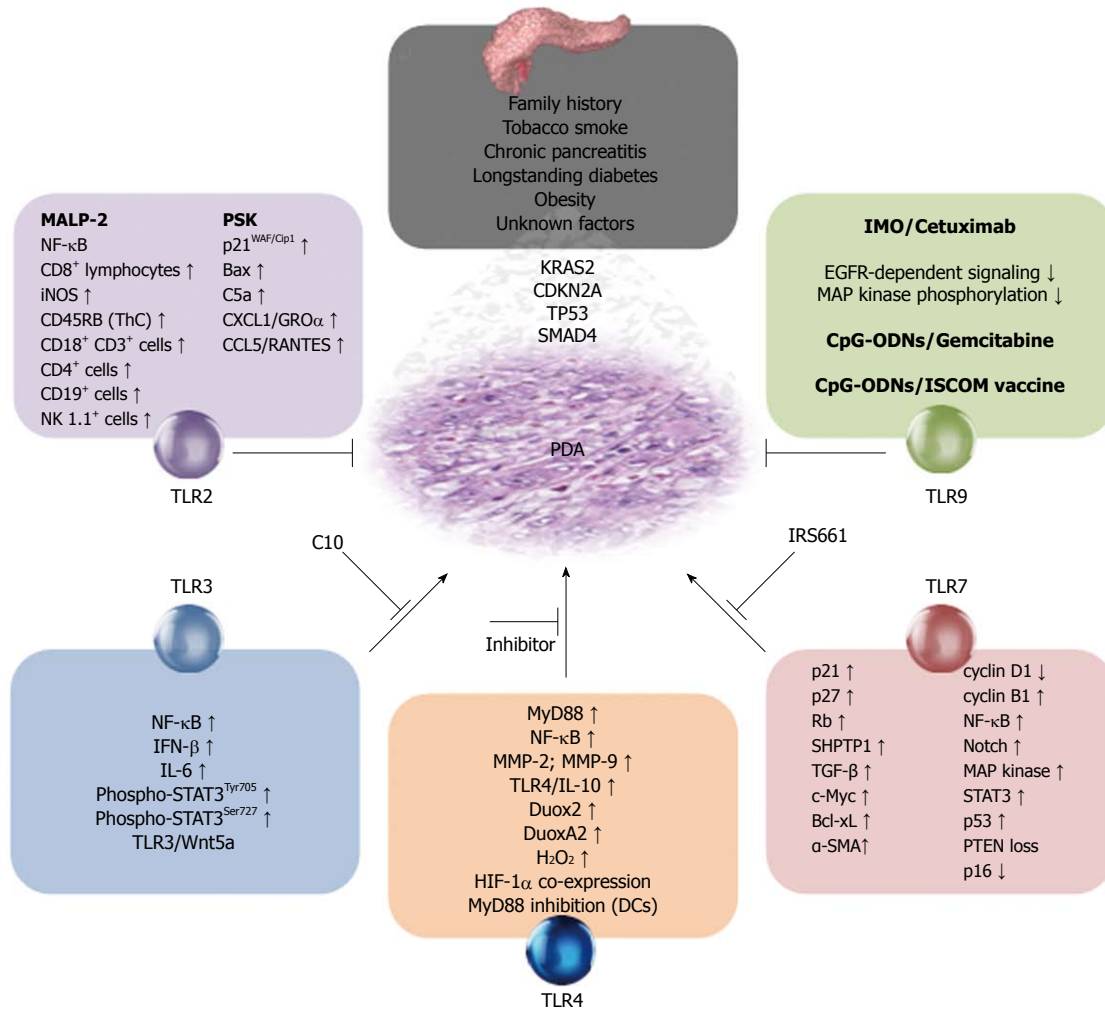 Family history
Tobacco smoke
Chronic pancreatitis
Longstanding diabetes
Obesity
Unknown factors
KRAS2
CDKN2A
TP53
SMAD4
PDA
MALP-2
NF-κB
CD8⁺ lymphocytes ↑
iNOS ↑
CD45RB (ThC) ↑
CD18⁺ CD3⁺ cells ↑
CD4⁺ cells ↑
CD19⁺ cells ↑
NK 1.1⁺ cells ↑
PSK
p21^WAF/Cip1 ↑
Bax ↑
C5a ↑
CXCL1/GROα ↑
CCL5/RANTES ↑
TLR2
IMO/Cetuximab
EGFR-dependent signaling ↓
MAP kinase phosphorylation ↓
CpG-ODNs/Gemcitabine
CpG-ODNs/ISCOM vaccine
TLR9
C10
TLR3
NF-κB ↑
IFN-β ↑
IL-6 ↑
Phospho-STAT3^Tyr705 ↑
Phospho-STAT3^Ser727 ↑
TLR3/Wnt5a
Inhibitor
MyD88 ↑
NF-κB ↑
MMP-2; MMP-9 ↑
TLR4/IL-10 ↑
Duox2 ↑
DuoxA2 ↑
H₂O₂ ↑
HIF-1α co-expression
MyD88 inhibition (DCs)
TLR4
IRS661
TLR7
p21 ↑
p27 ↑
Rb ↑
SHPTP1 ↑
TGF-β ↑
c-Myc ↑
Bcl-xL ↑
α-SMA↑
cyclin D1 ↓
cyclin B1 ↑
NF-κB ↑
Notch ↑
MAP kinase ↑
STAT3 ↑
p53 ↑
PTEN loss
p16 ↓